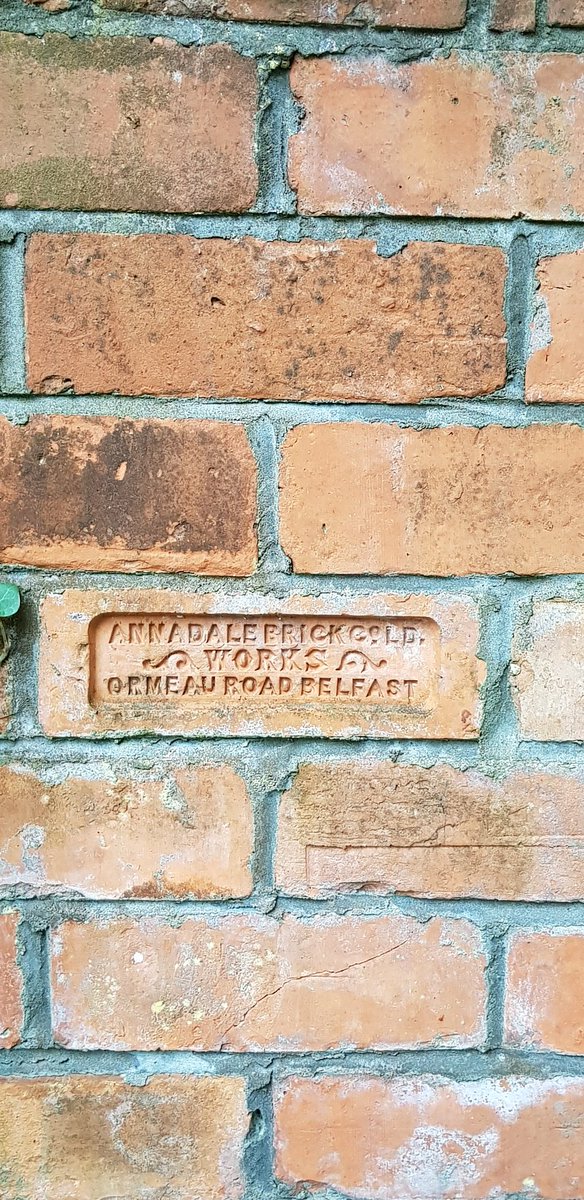 ANNADALE BRICK Co LD.
WORKS
ORMEAU ROAD BELFAST